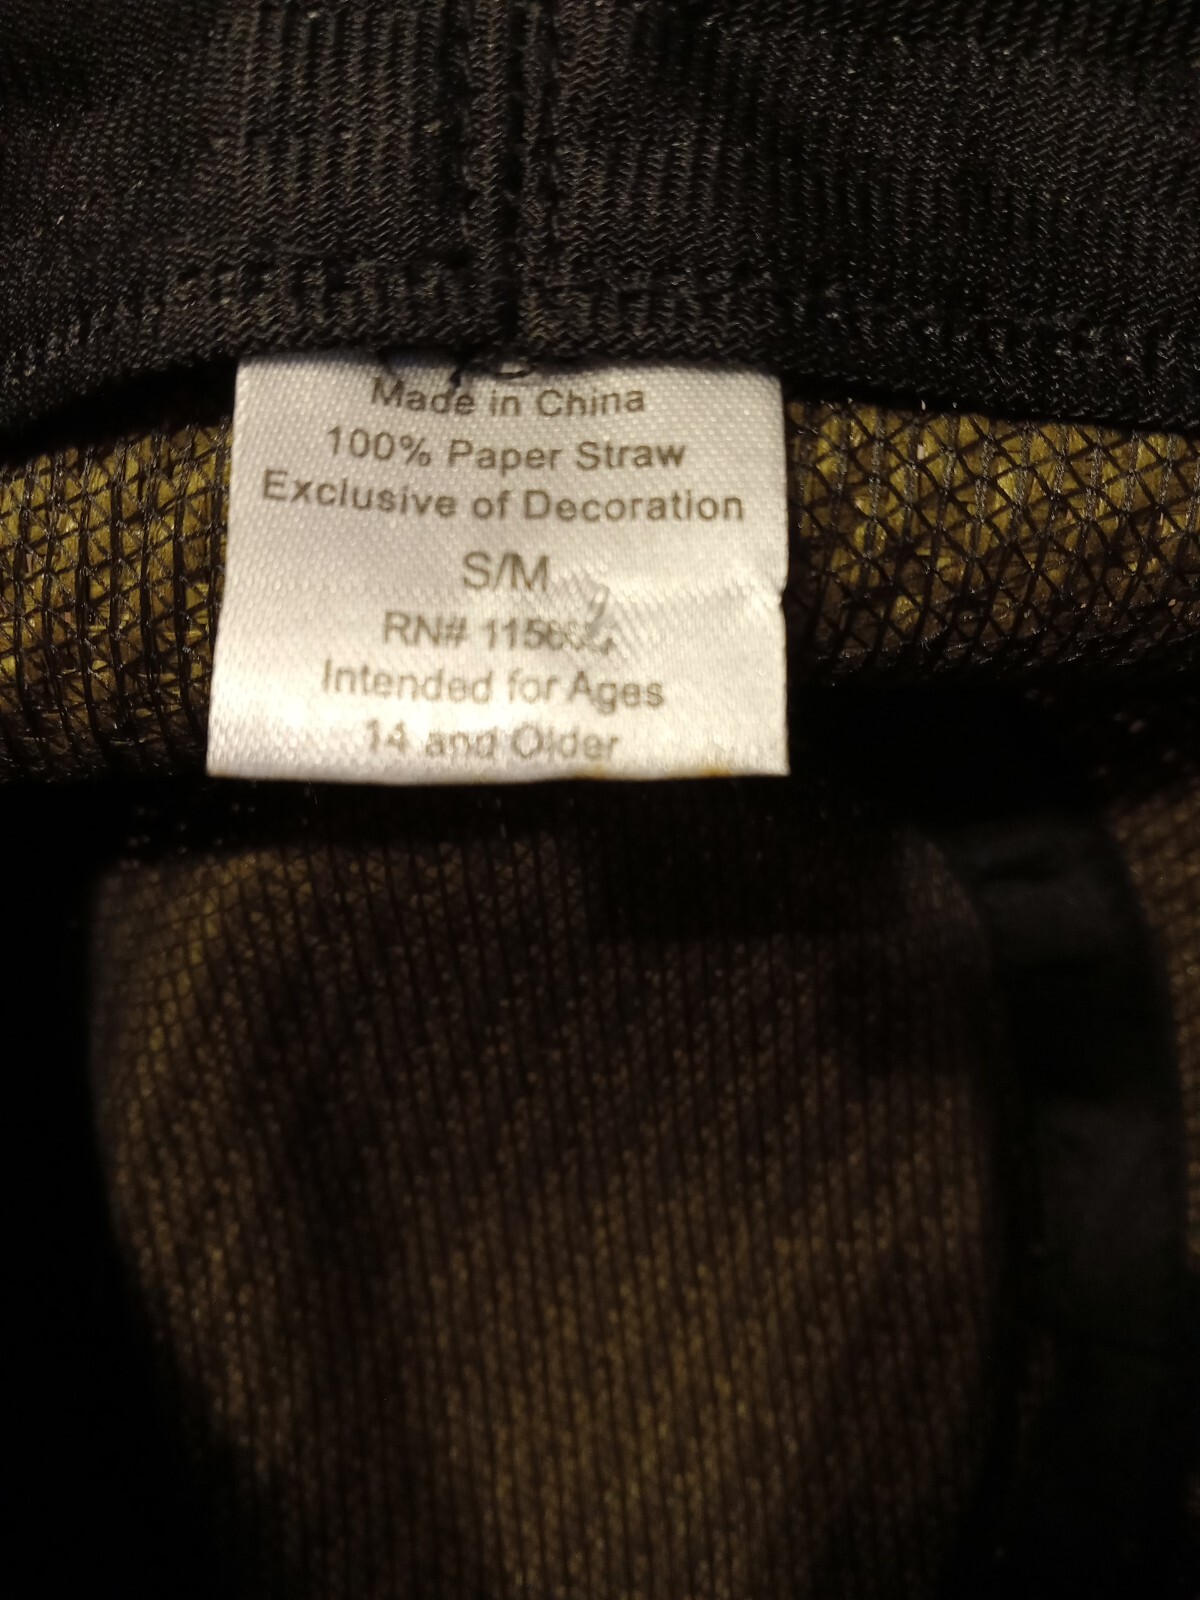 Made in China
100% Paper Straw
Exclusive of Decoration
S/M
RN#
Intended for Ages
14 and Older